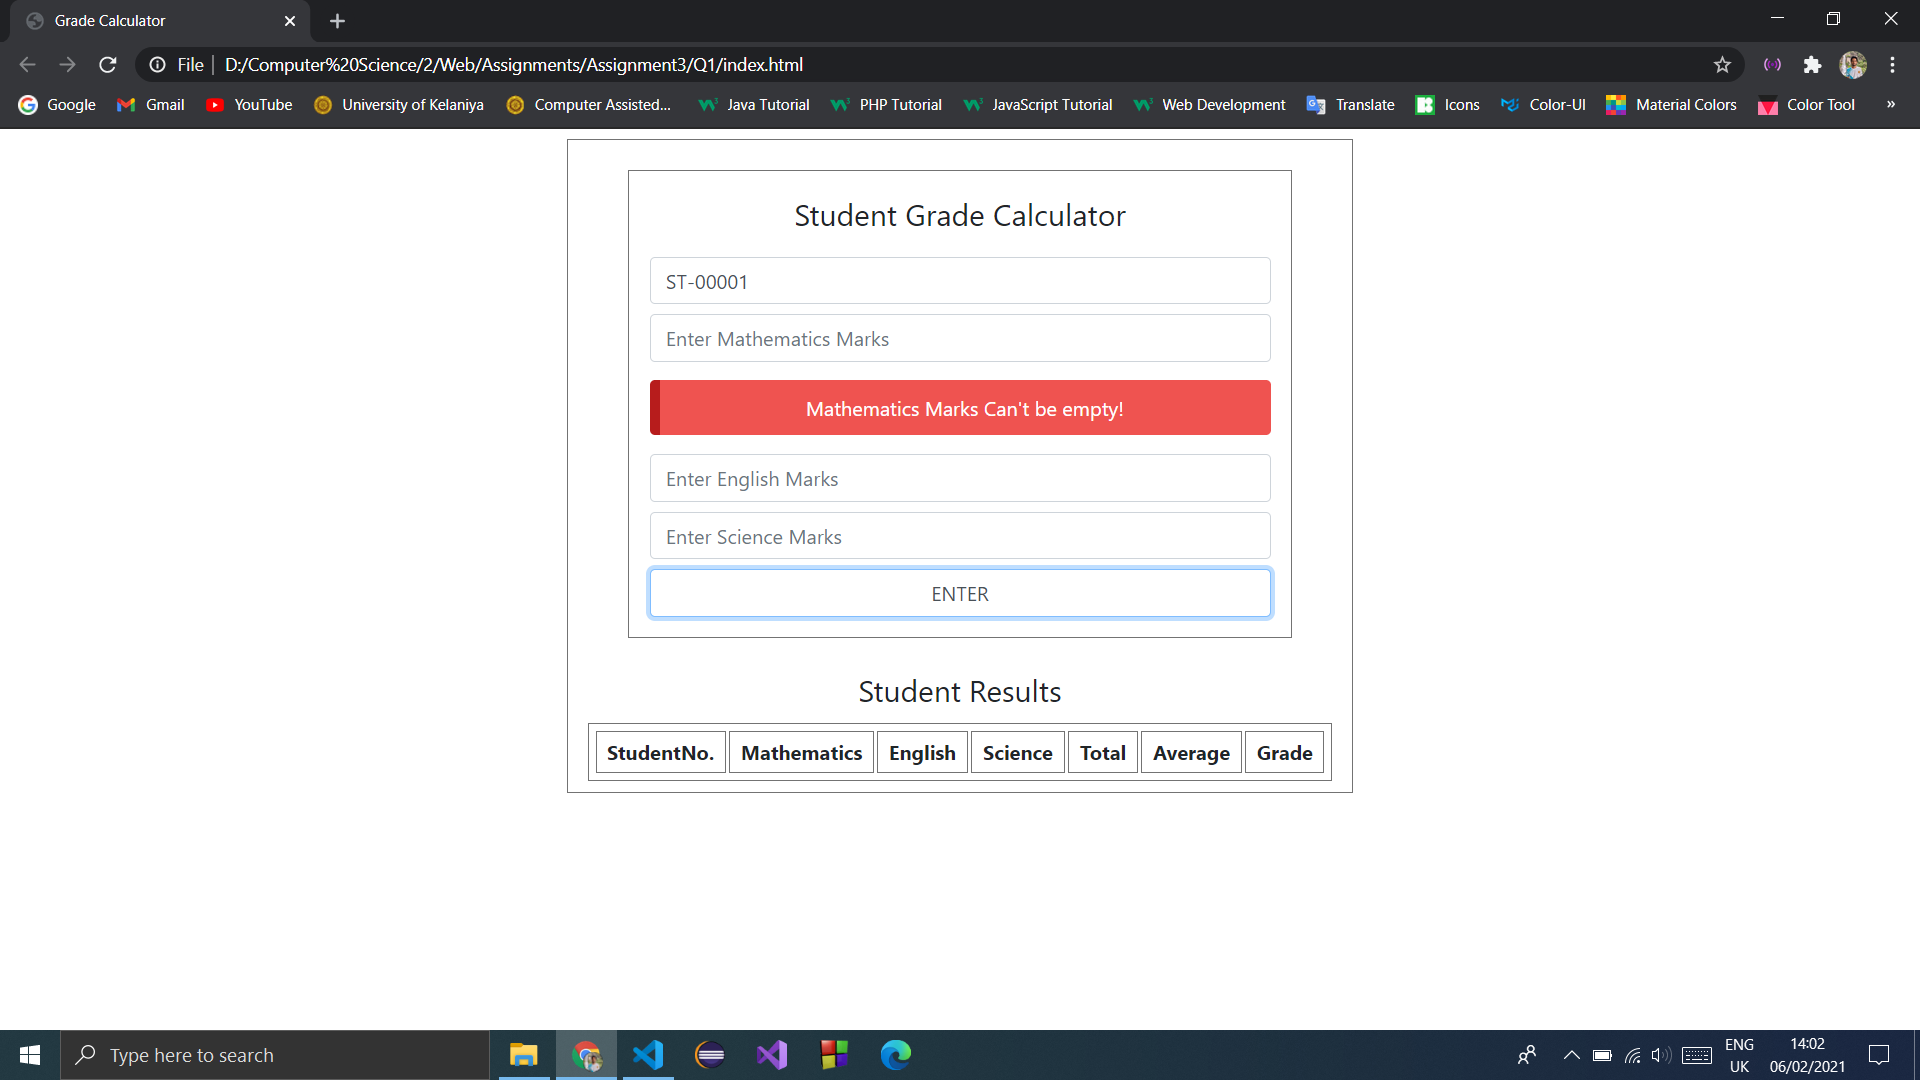 Grade Calculator
File D:/Computer%20Science/2/Web/Assignments/Assignment3/Q1/index.html
Google Gmail YouTube University of Kelaniya Computer Assisted... Java Tutorial PHP Tutorial JavaScript Tutorial Web Development Translate Icons Color-UI Material Colors Color Tool »
Student Grade Calculator
ST-00001
Enter Mathematics Marks
Mathematics Marks Can't be empty!
Enter English Marks
Enter Science Marks
ENTER
Student Results
StudentNo. Mathematics English Science Total Average Grade
Type here to search
ENG
UK
14:02
06/02/2021